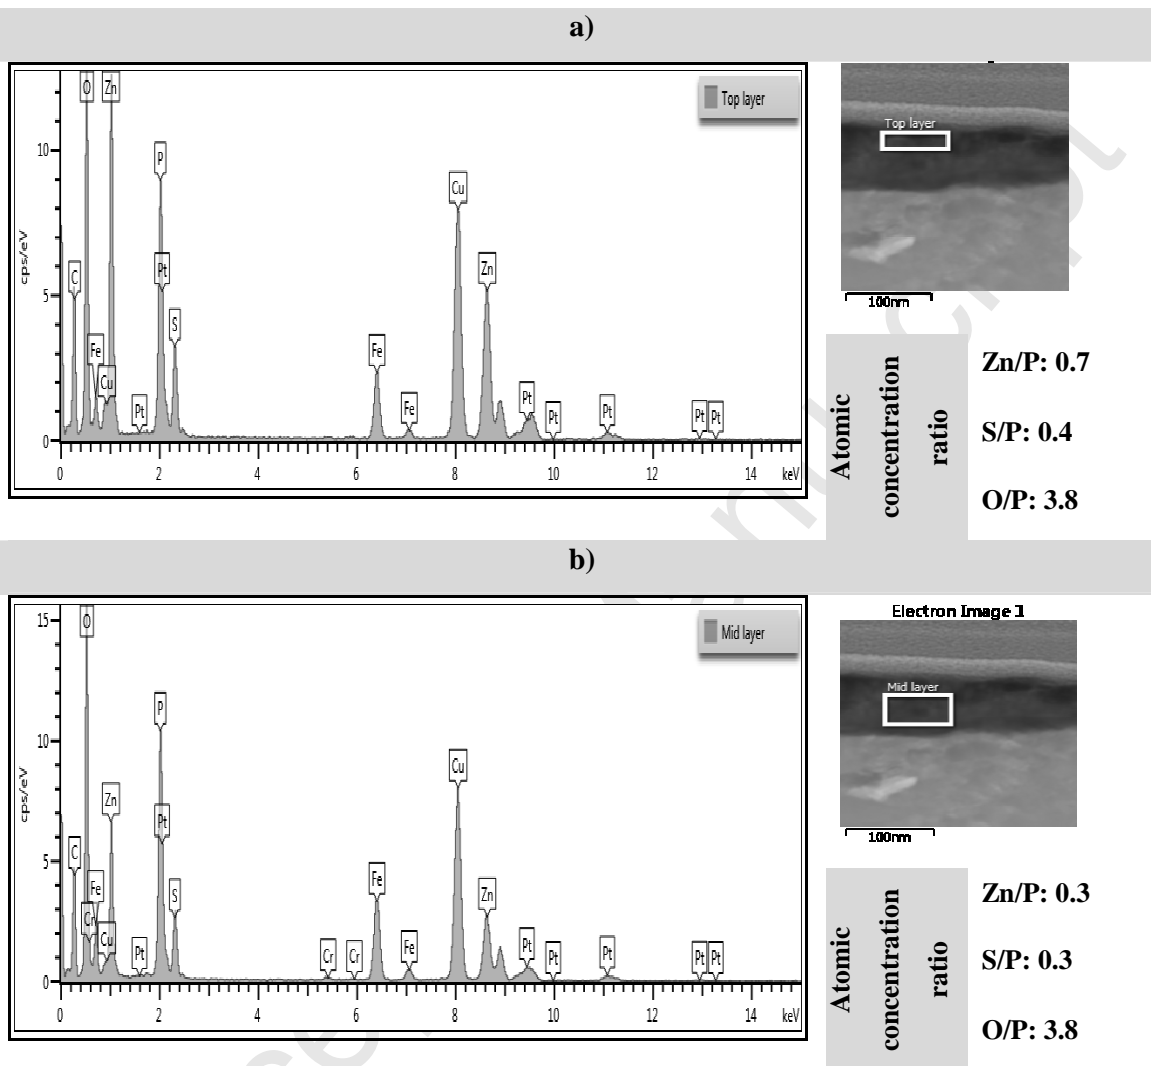 a)
Top layer
O Zn
P
Cu
10
Pt
C
Zn
cps/eV
5
S
Fe
Fe
Cu
Pt
Fe
Pt
Pt
Pt
Pt
Pt
0
0 2 4 6 8 10 12 14 keV
Top layer
100nm
Atomic
concentration
ratio
Zn/P: 0.7
S/P: 0.4
O/P: 3.8
b)
Mid layer
15
O
P
10
Zn
Pt
Cu
cps/eV
C
5
Fe
S
Fe
Zn
Cr
Cu
Pt
Cr
Cr
Fe
Pt
Pt
Pt
Pt
Pt
0
0 2 4 6 8 10 12 14 keV
Electron Image 1
Mid layer
100nm
Atomic
concentration
ratio
Zn/P: 0.3
S/P: 0.3
O/P: 3.8